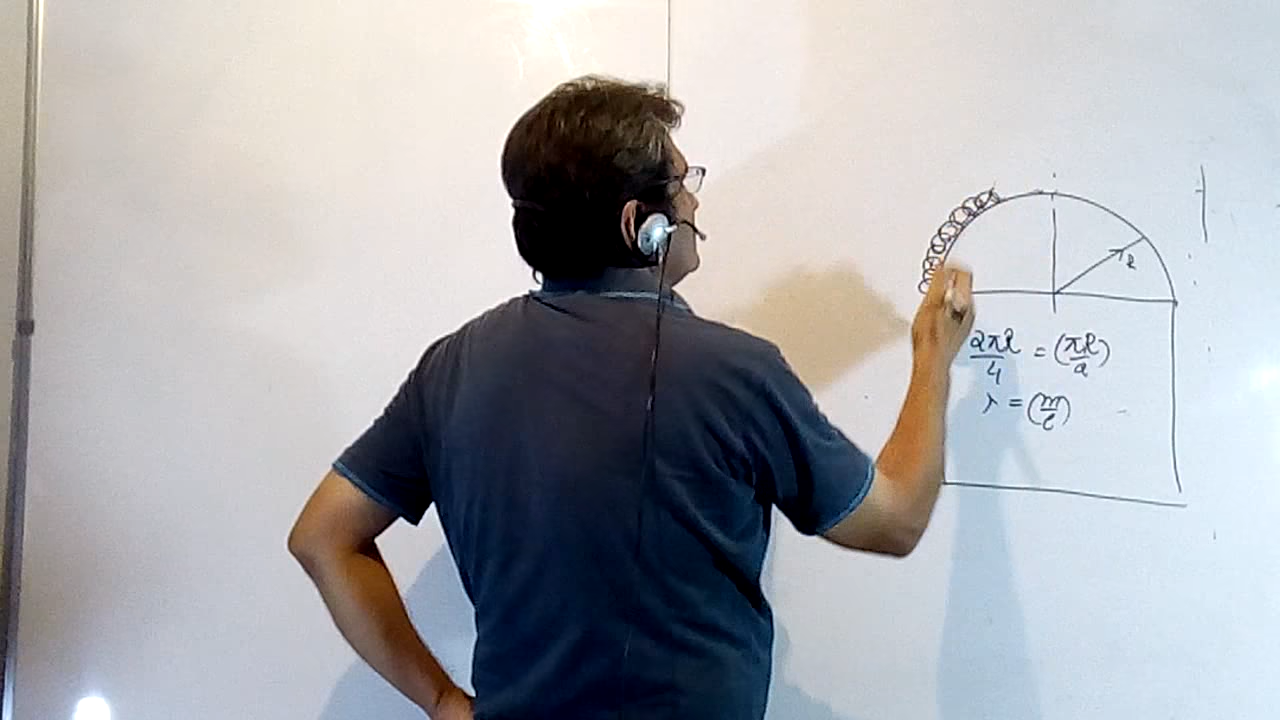 R
2πR/4 = (πR/2)
λ = (m/l)